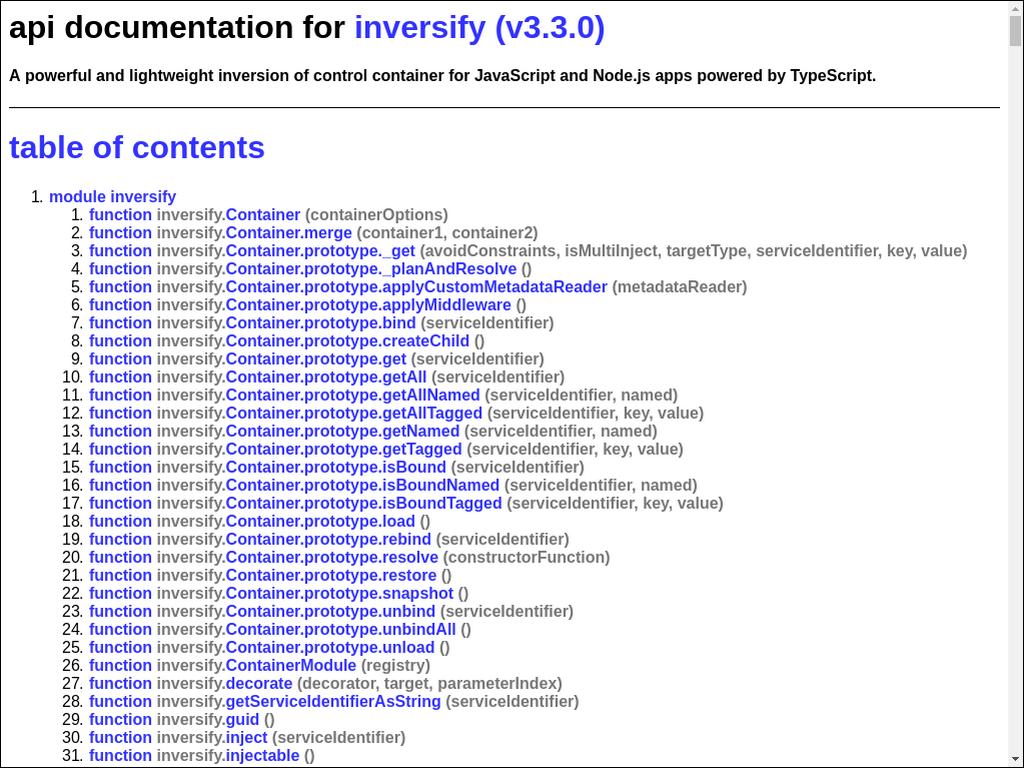 api documentation for inversify (v3.3.0)
A powerful and lightweight inversion of control container for JavaScript and Node.js apps powered by TypeScript.
table of contents
1. module inversify
1. function inversify.Container (containerOptions)
2. function inversify.Container.merge (container1, container2)
3. function inversify.Container.prototype._get (avoidConstraints, isMultiInject, targetType, serviceIdentifier, key, value)
4. function inversify.Container.prototype._planAndResolve ()
5. function inversify.Container.prototype.applyCustomMetadataReader (metadataReader)
6. function inversify.Container.prototype.applyMiddleware ()
7. function inversify.Container.prototype.bind (serviceIdentifier)
8. function inversify.Container.prototype.createChild ()
9. function inversify.Container.prototype.get (serviceIdentifier)
10. function inversify.Container.prototype.getAll (serviceIdentifier)
11. function inversify.Container.prototype.getAllNamed (serviceIdentifier, named)
12. function inversify.Container.prototype.getAllTagged (serviceIdentifier, key, value)
13. function inversify.Container.prototype.getNamed (serviceIdentifier, named)
14. function inversify.Container.prototype.getTagged (serviceIdentifier, key, value)
15. function inversify.Container.prototype.isBound (serviceIdentifier)
16. function inversify.Container.prototype.isBoundNamed (serviceIdentifier, named)
17. function inversify.Container.prototype.isBoundTagged (serviceIdentifier, key, value)
18. function inversify.Container.prototype.load ()
19. function inversify.Container.prototype.rebind (serviceIdentifier)
20. function inversify.Container.prototype.resolve (constructorFunction)
21. function inversify.Container.prototype.restore ()
22. function inversify.Container.prototype.snapshot ()
23. function inversify.Container.prototype.unbind (serviceIdentifier)
24. function inversify.Container.prototype.unbindAll ()
25. function inversify.Container.prototype.unload ()
26. function inversify.ContainerModule (registry)
27. function inversify.decorate (decorator, target, parameterIndex)
28. function inversify.getServiceIdentifierAsString (serviceIdentifier)
29. function inversify.guid ()
30. function inversify.inject (serviceIdentifier)
31. function inversify.injectable ()